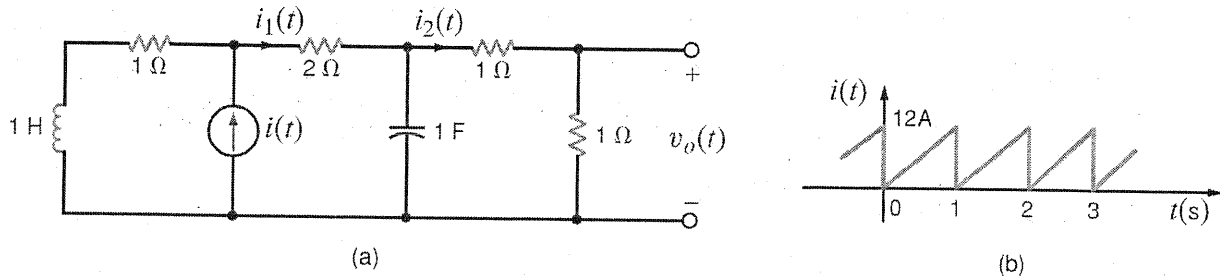 i₁(t)
i₂(t)
1 Ω
2 Ω
1 Ω
1 H
i(t)
1 F
1 Ω
+
vₒ(t)
−
(a)
i(t)
12A
0
1
2
3
t(s)
(b)